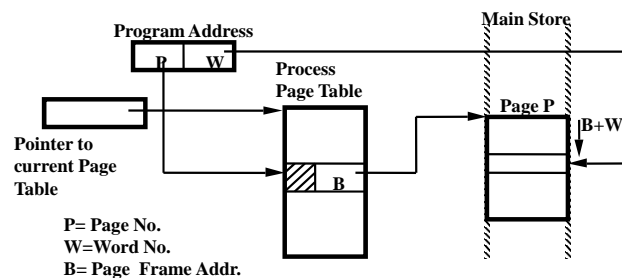 Main Store
Program Address
P W
Process
Page Table
Page P
B+W
Pointer to
current Page
Table
B
P= Page No.
W=Word No.
B= Page Frame Addr.